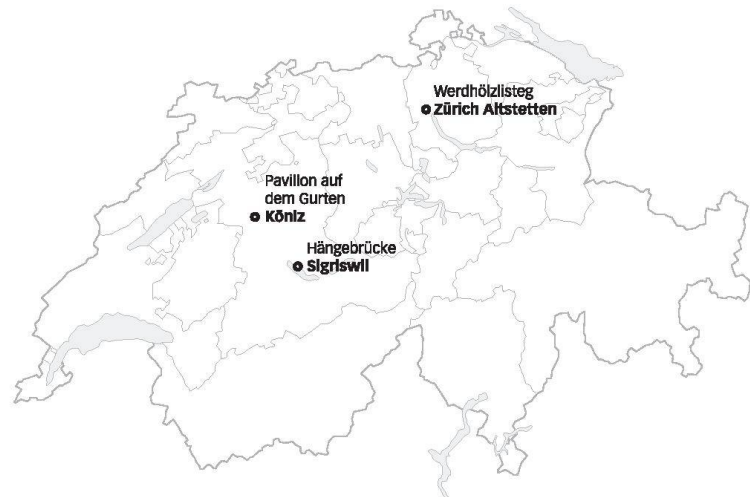 Werdhölzlisteg
Zürich Altstetten
Pavillon auf
dem Gurten
Köniz
Hängebrücke
Sigriswil